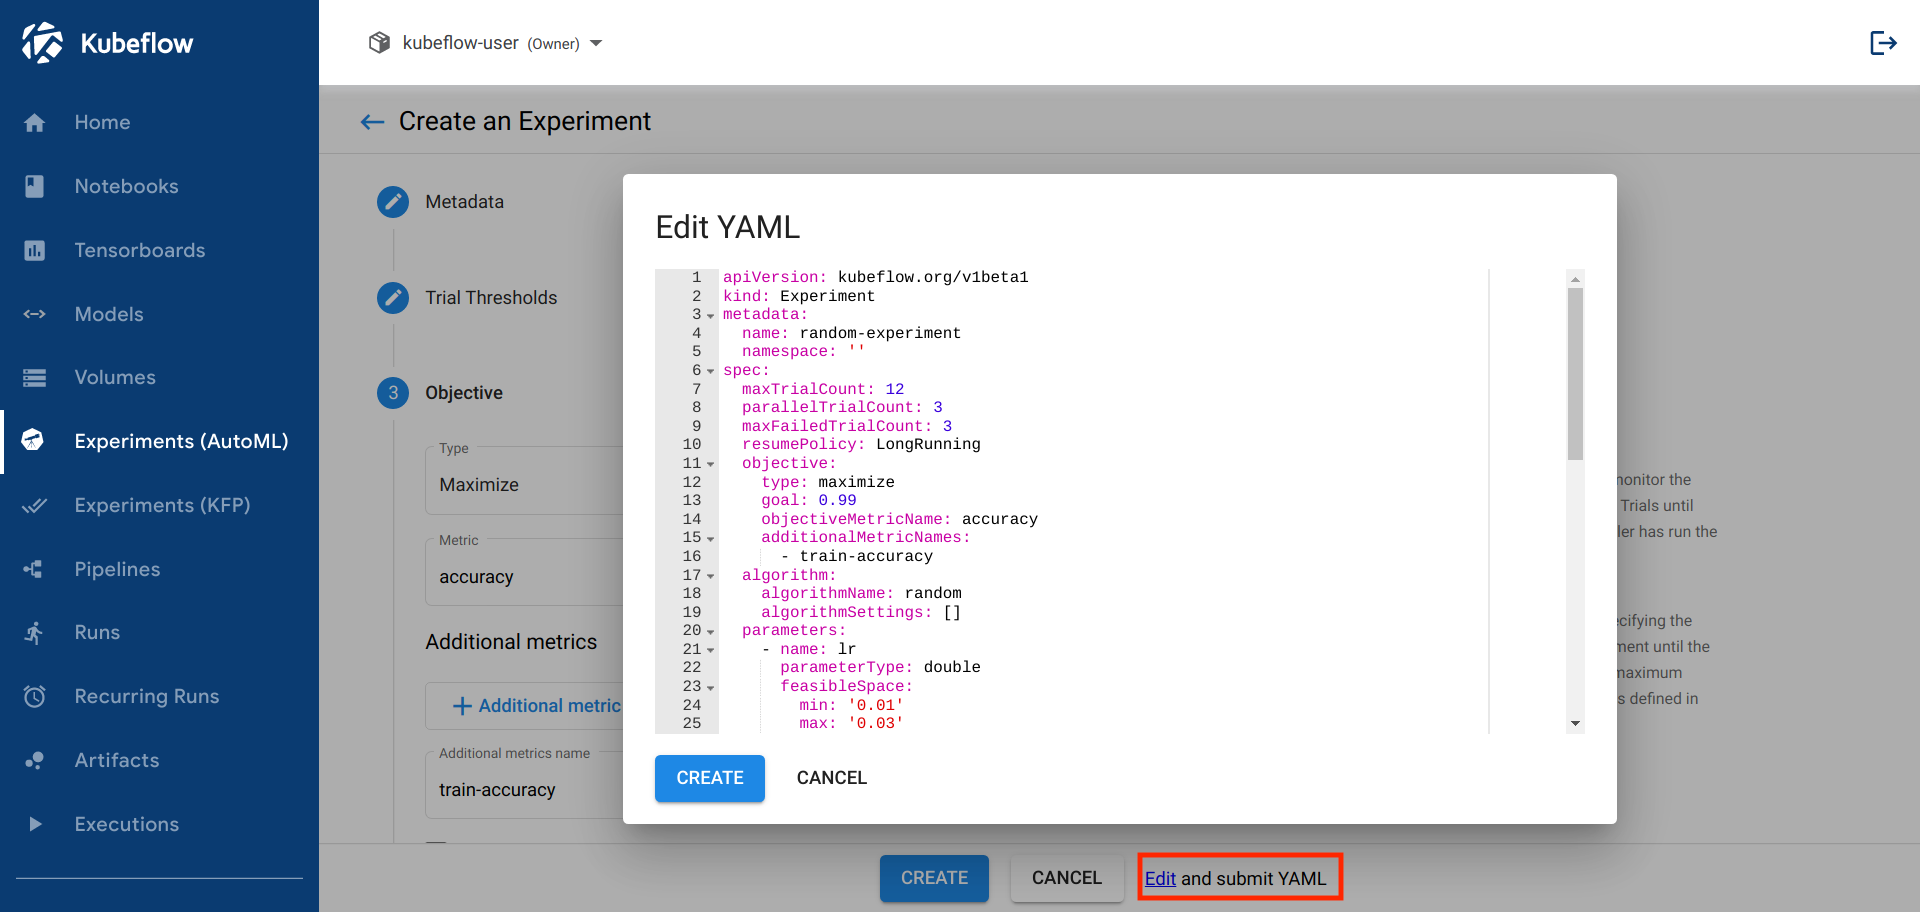 Kubeflow
kubeflow-user (Owner)
Home
Notebooks
Tensorboards
Models
Volumes
Experiments (AutoML)
Experiments (KFP)
Pipelines
Runs
Recurring Runs
Artifacts
Executions
Create an Experiment
Metadata
Trial Thresholds
3 Objective
Type
Maximize
Metric
accuracy
Additional metrics
Additional metric
Additional metrics name
train-accuracy
Edit YAML
1 apiVersion: kubeflow.org/v1beta1
2 kind: Experiment
3 metadata:
4 name: random-experiment
5 namespace: ''
6 spec:
7 maxTrialCount: 12
8 parallelTrialCount: 3
9 maxFailedTrialCount: 3
10 resumePolicy: LongRunning
11 objective:
12 type: maximize
13 goal: 0.99
14 objectiveMetricName: accuracy
15 additionalMetricNames:
16 - train-accuracy
17 algorithm:
18 algorithmName: random
19 algorithmSettings: []
20 parameters:
21 - name: lr
22 parameterType: double
23 feasibleSpace:
24 min: '0.01'
25 max: '0.03'
CREATE CANCEL
the
Trials until
has run the
the
until the
maximum
defined in
CREATE CANCEL Edit and submit YAML